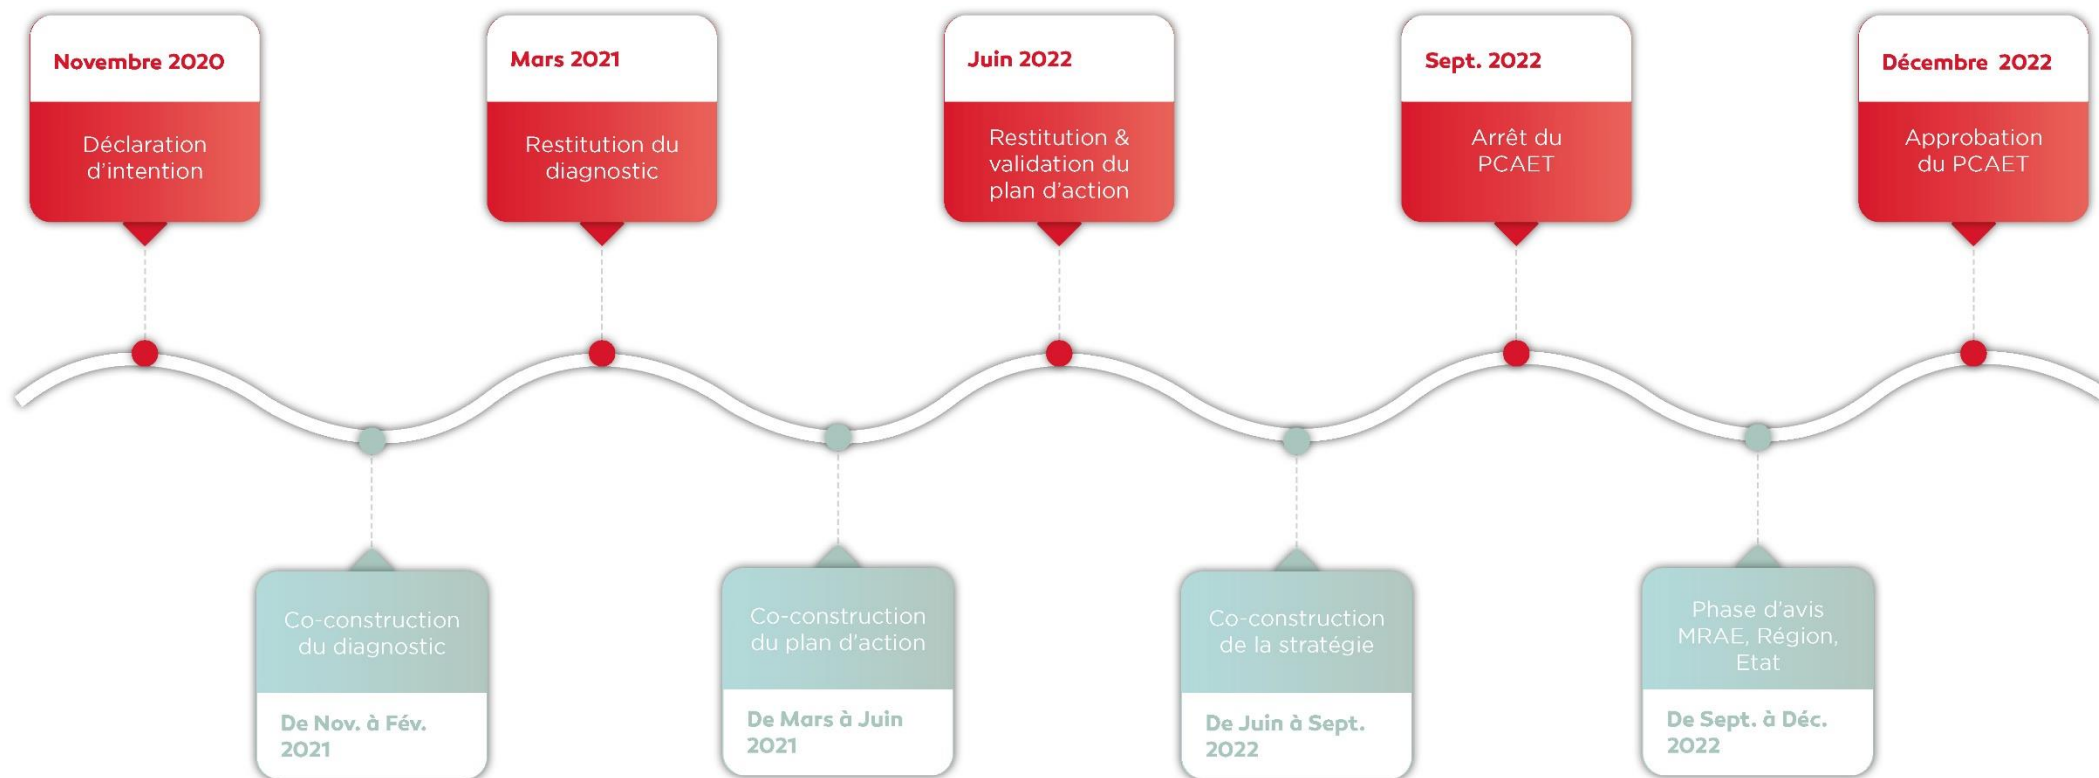 Novembre 2020
Déclaration
d'intention
Mars 2021
Restitution du
diagnostic
Juin 2022
Restitution &
validation du
plan d'action
Sept. 2022
Arrêt du
PCAET
Décembre 2022
Approbation
du PCAET
Co-construction
du diagnostic
De Nov. à Fév.
2021
Co-construction
du plan d'action
De Mars à Juin
2021
Co-construction
de la stratégie
De Juin à Sept.
2022
Phase d'avis
MRAE, Région,
Etat
De Sept. à Déc.
2022